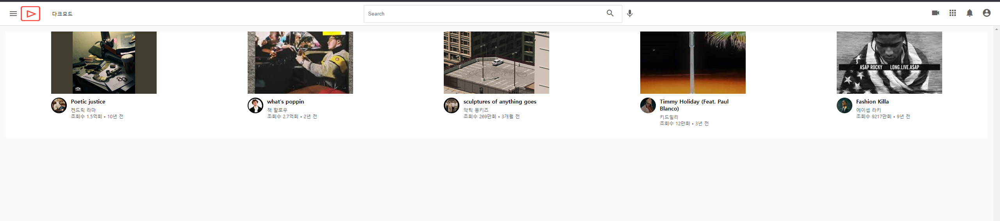 다크모드
Search
A$AP ROCKY LONG.LIVE.A$AP
Poetic justice
켄드릭 라마
조회수 1.5억회 • 10년 전
what's poppin
잭 할로우
조회수 2.7억회 • 2년 전
sculptures of anything goes
악틱 몽키즈
조회수 269만회 • 3개월 전
Timmy Holiday (Feat. Paul
Blanco)
키드밀리
조회수 12만회 • 3년 전
Fashion Killa
에이셉 라키
조회수 9217만회 • 9년 전